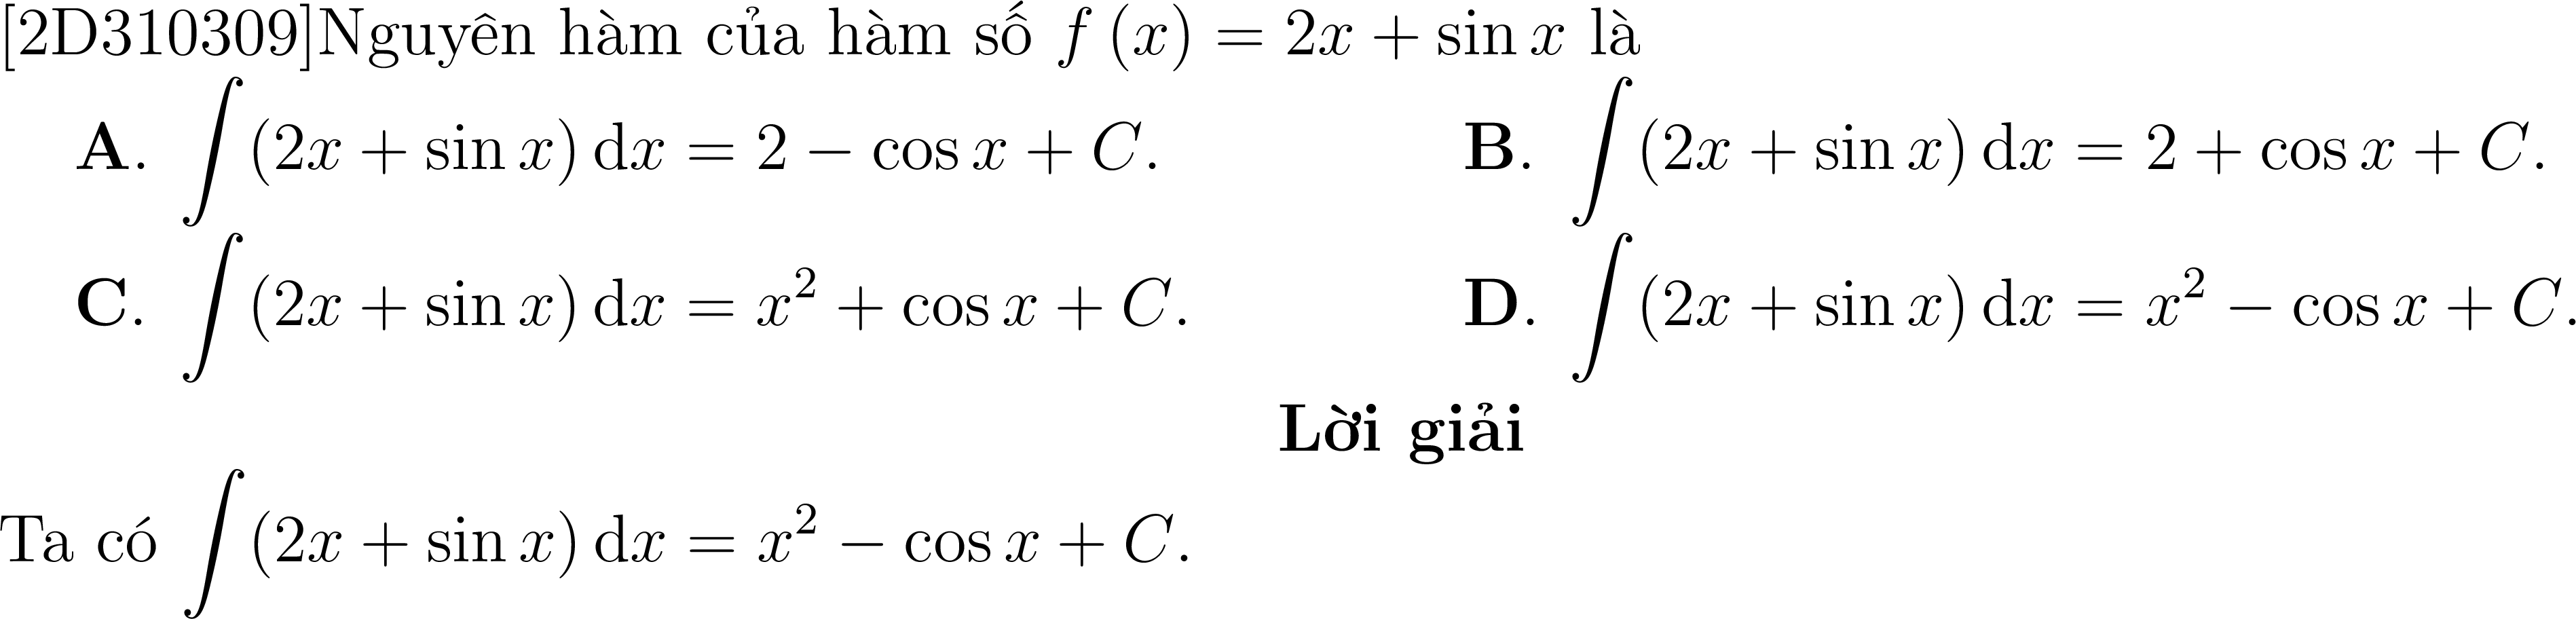 [2D310309]Nguyên hàm của hàm số f (x) = 2x + sin x là
A. ∫(2x + sin x) dx = 2 − cos x + C. B. ∫(2x + sin x) dx = 2 + cos x + C.
C. ∫(2x + sin x) dx = x² + cos x + C. D. ∫(2x + sin x) dx = x² − cos x + C.
Lời giải
Ta có ∫(2x + sin x) dx = x² − cos x + C.